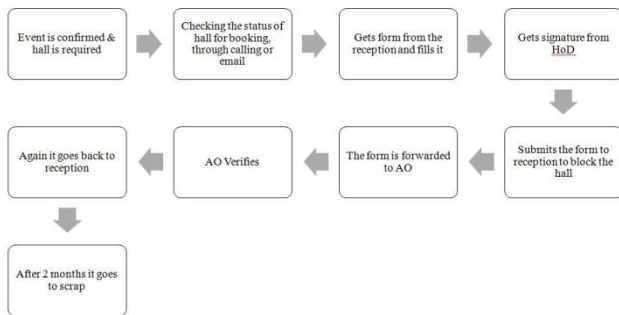 Event is confirmed &
hall is required
Checking the status of
hall for booking,
through calling or
email
Gets form from the
reception and fills it
Gets signature from
HoD
Submits the form to
reception to block the
hall
The form is forwarded
to AO
AO Verifies
Again it goes back to
reception
After 2 months it goes
to scrap